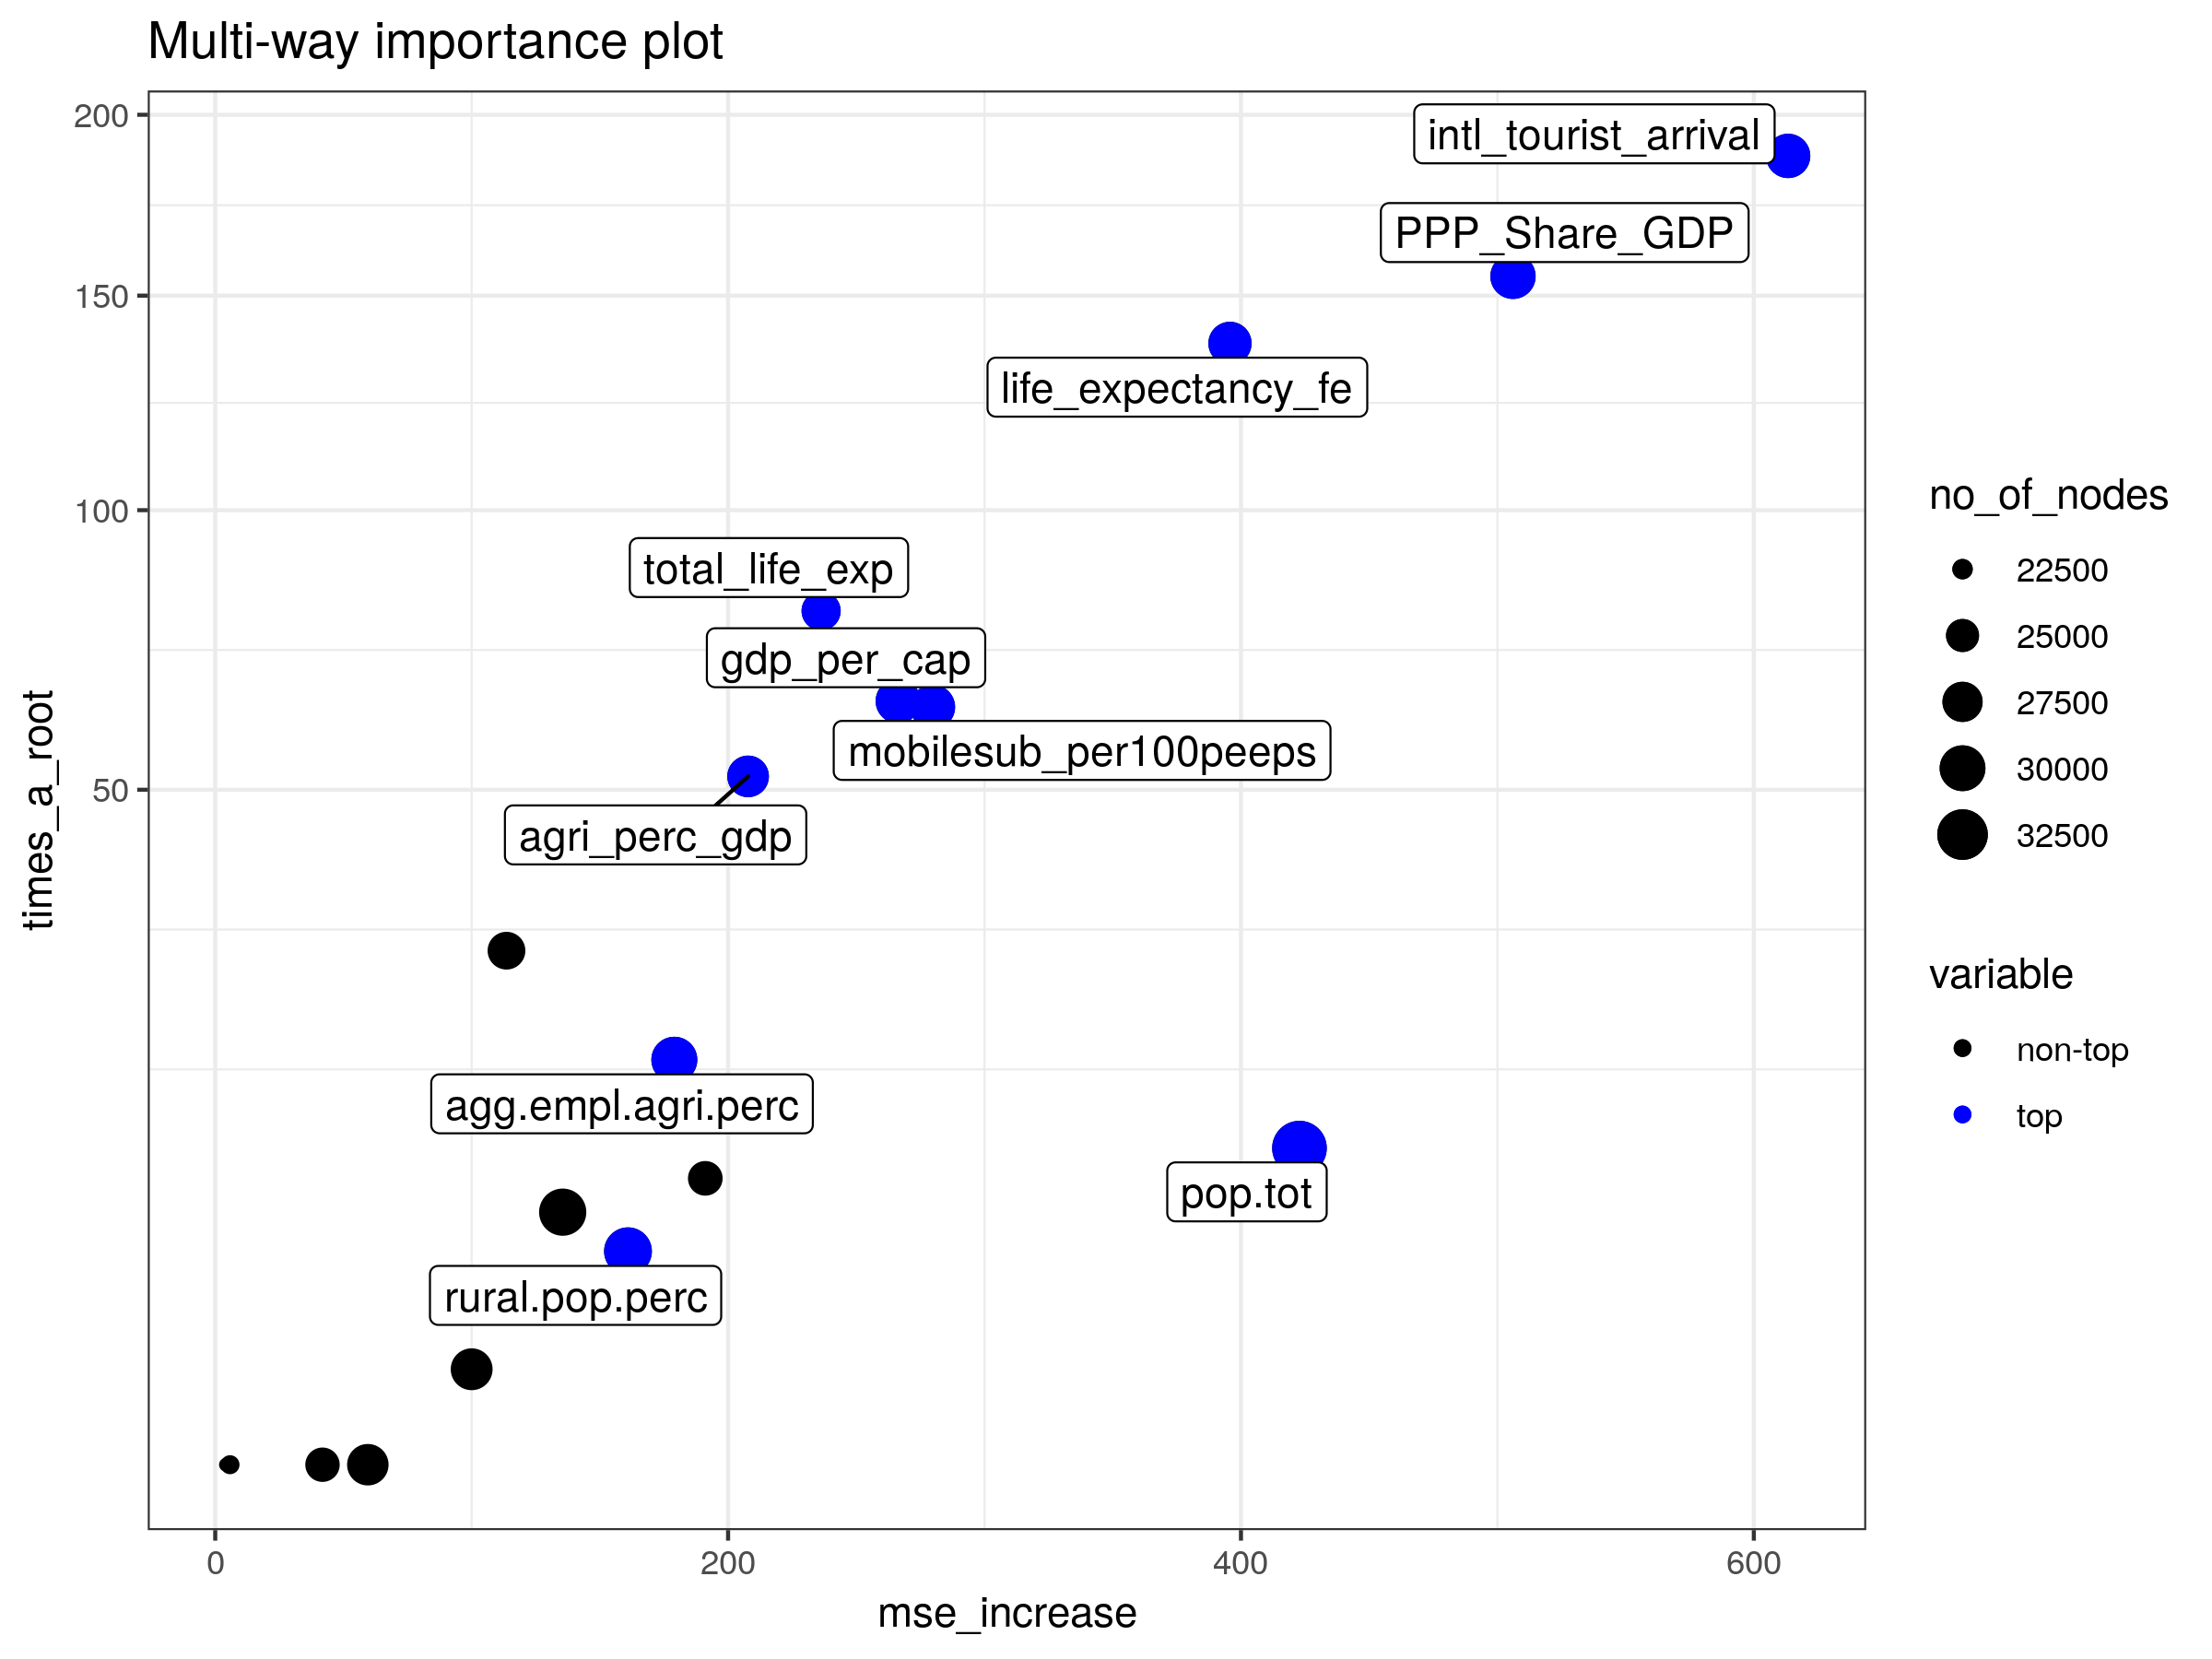 Multi-way importance plot
200
150
100
50
times_a_root
intl_tourist_arrival
PPP_Share_GDP
life_expectancy_fe
total_life_exp
gdp_per_cap
mobilesub_per100peeps
agri_perc_gdp
agg.empl.agri.perc
pop.tot
rural.pop.perc
0
200
400
600
mse_increase
no_of_nodes
22500
25000
27500
30000
32500
variable
non-top
top